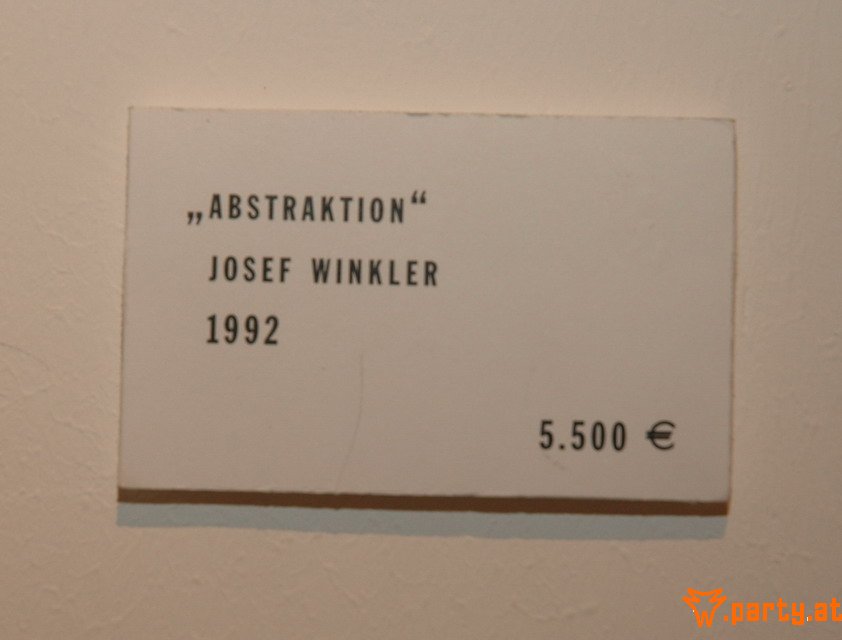 „ABSTRAKTION“
JOSEF WINKLER
1992
5.500 €
party.at